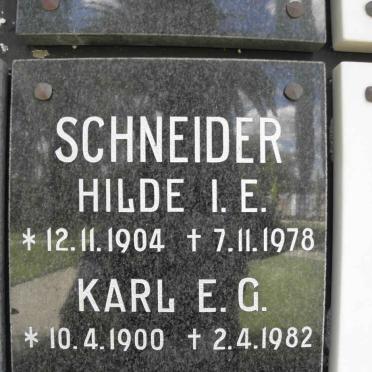 SCHNEIDER
HILDE I. E.
* 12.11.1904 † 7.11.1978
KARL E. G.
* 10.4.1900 † 2.4.1982